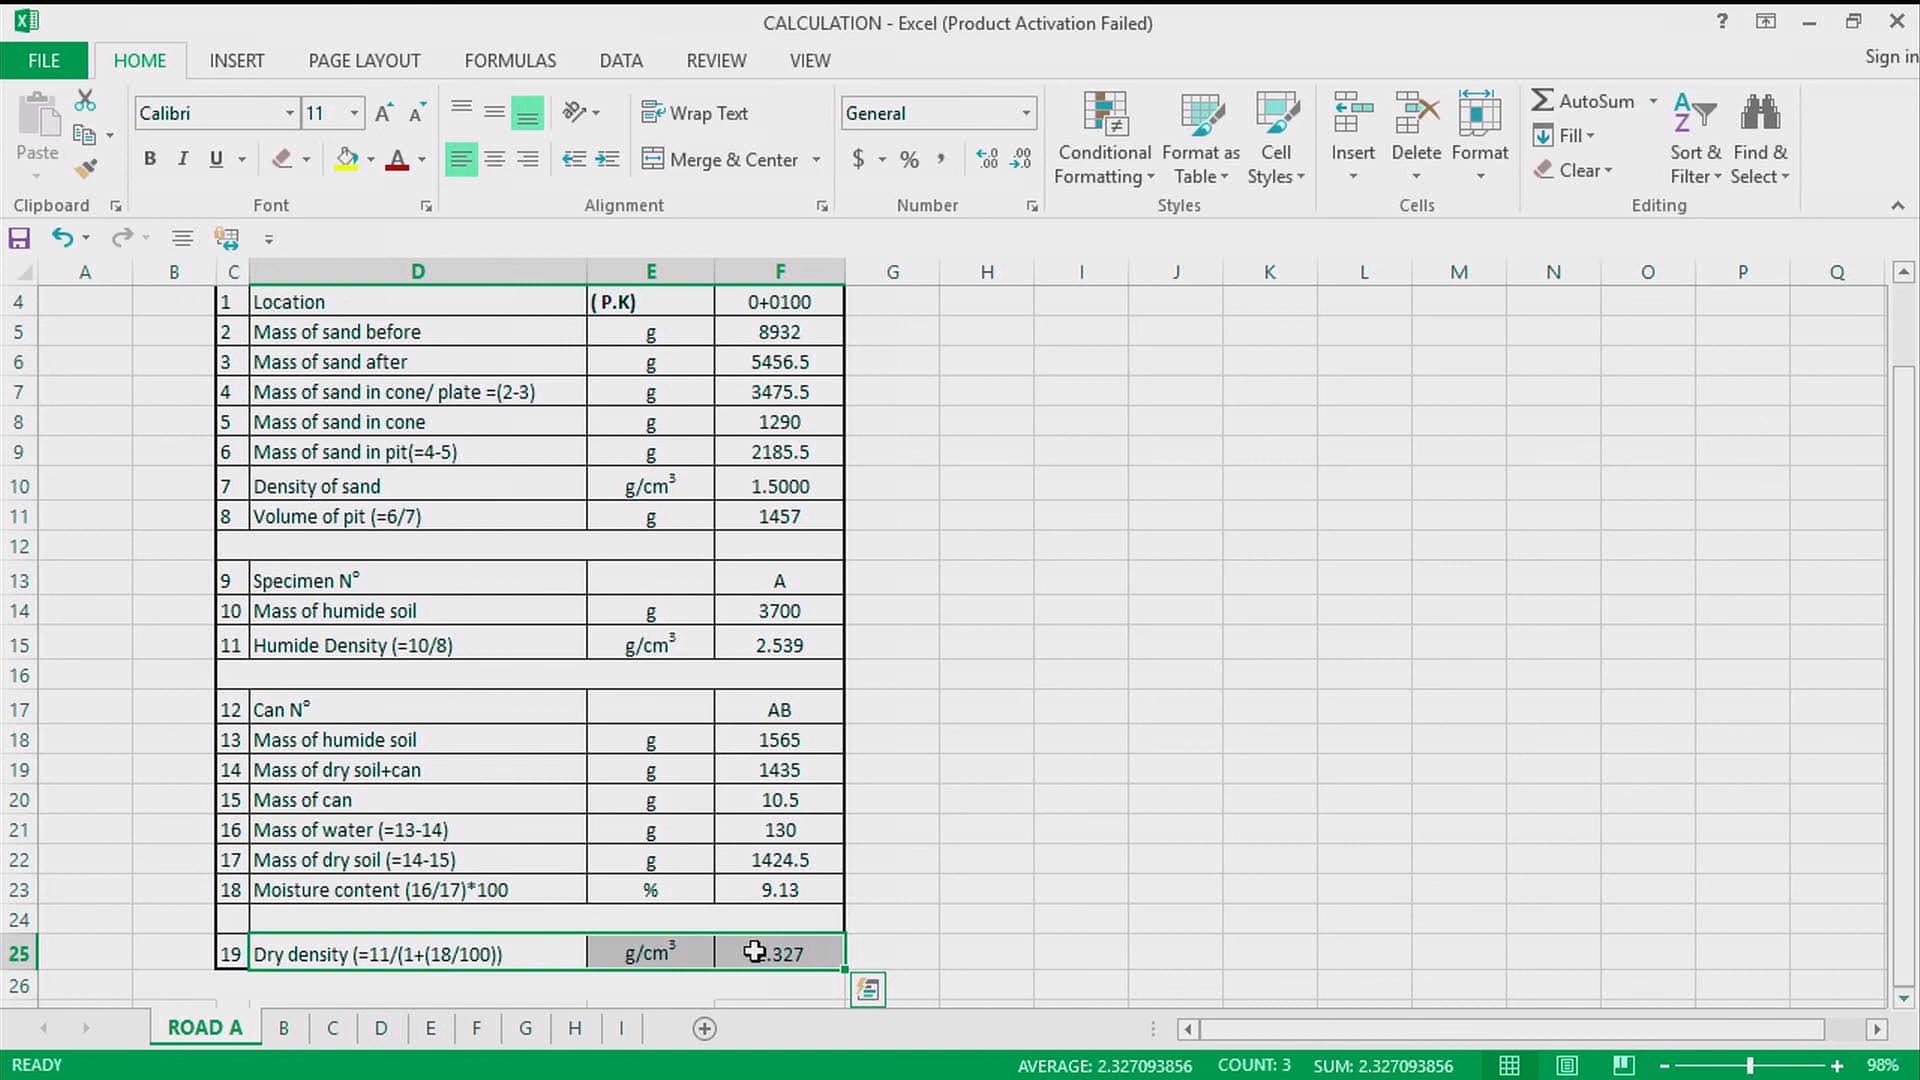 CALCULATION - Excel (Product Activation Failed)
FILE HOME INSERT PAGE LAYOUT FORMULAS DATA REVIEW VIEW Sign in
Paste Calibri 11 B I U A A A Wrap Text Merge & Center General $ % , Conditional Formatting Format as Table Cell Styles Insert Delete Format AutoSum Fill Clear Sort & Filter Find & Select
Clipboard Font Alignment Number Styles Cells Editing
A B C D E F G H I J K L M N O P Q
4 1 Location ( P.K) 0+0100
5 2 Mass of sand before g 8932
6 3 Mass of sand after g 5456.5
7 4 Mass of sand in cone/ plate =(2-3) g 3475.5
8 5 Mass of sand in cone g 1290
9 6 Mass of sand in pit(=4-5) g 2185.5
10 7 Density of sand g/cm³ 1.5000
11 8 Volume of pit (=6/7) g 1457
12
13 9 Specimen N° A
14 10 Mass of humide soil g 3700
15 11 Humide Density (=10/8) g/cm³ 2.539
16
17 12 Can N° AB
18 13 Mass of humide soil g 1565
19 14 Mass of dry soil+can g 1435
20 15 Mass of can g 10.5
21 16 Mass of water (=13-14) g 130
22 17 Mass of dry soil (=14-15) g 1424.5
23 18 Moisture content (16/17)*100 % 9.13
24
25 19 Dry density (=11/(1+(18/100)) g/cm³ .327
26
ROAD A B C D E F G H I
READY AVERAGE: 2.327093856 COUNT: 3 SUM: 2.327093856 98%